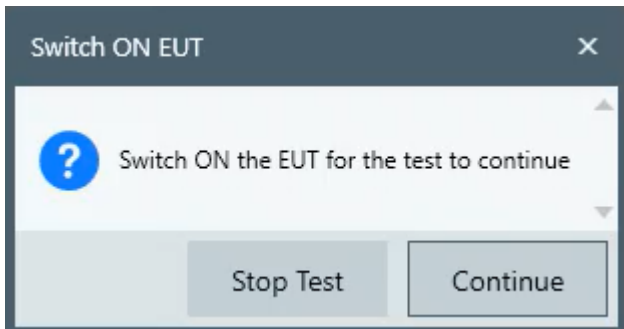 Switch ON EUT
Switch ON the EUT for the test to continue
Stop Test
Continue